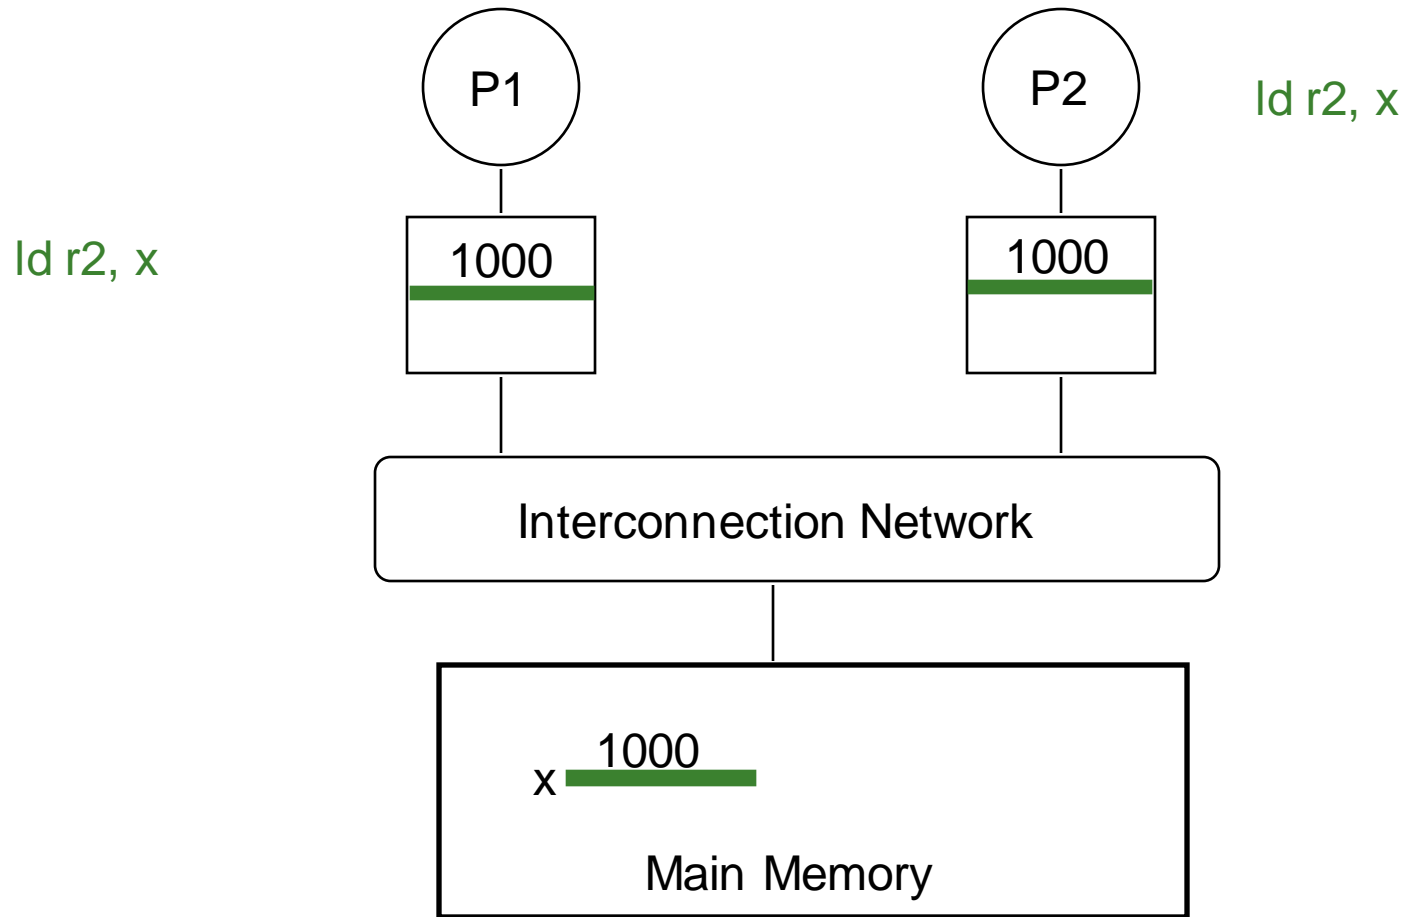 P1
P2
ld r2, x
ld r2, x
1000
1000
Interconnection Network
1000
x
Main Memory